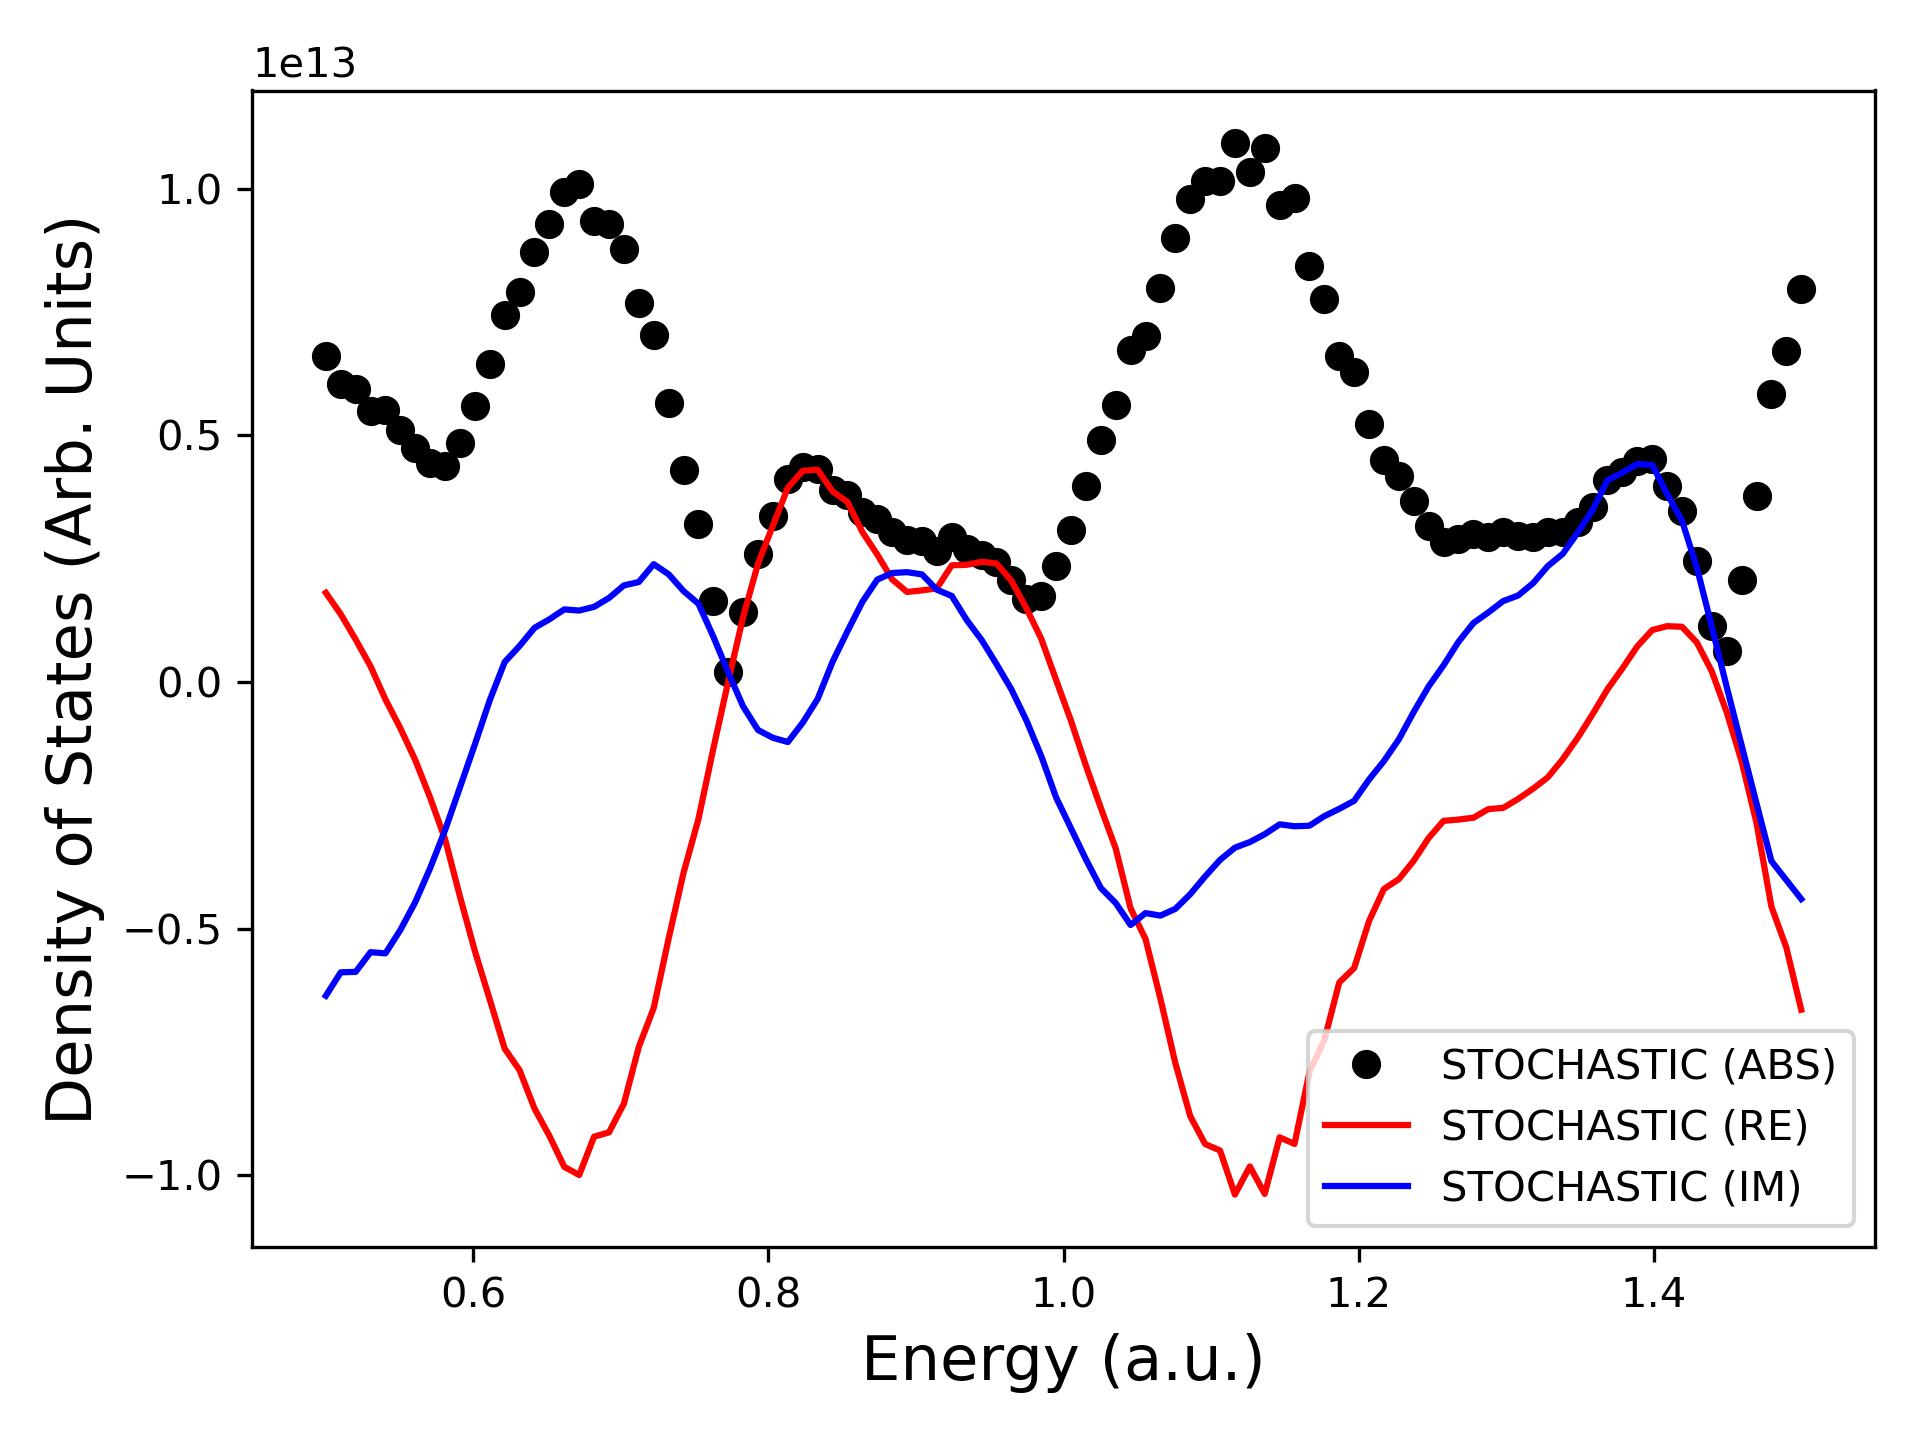 1e13
Density of States (Arb. Units)
1.0
0.5
0.0
−0.5
−1.0
STOCHASTIC (ABS)
STOCHASTIC (RE)
STOCHASTIC (IM)
0.6 0.8 1.0 1.2 1.4
Energy (a.u.)